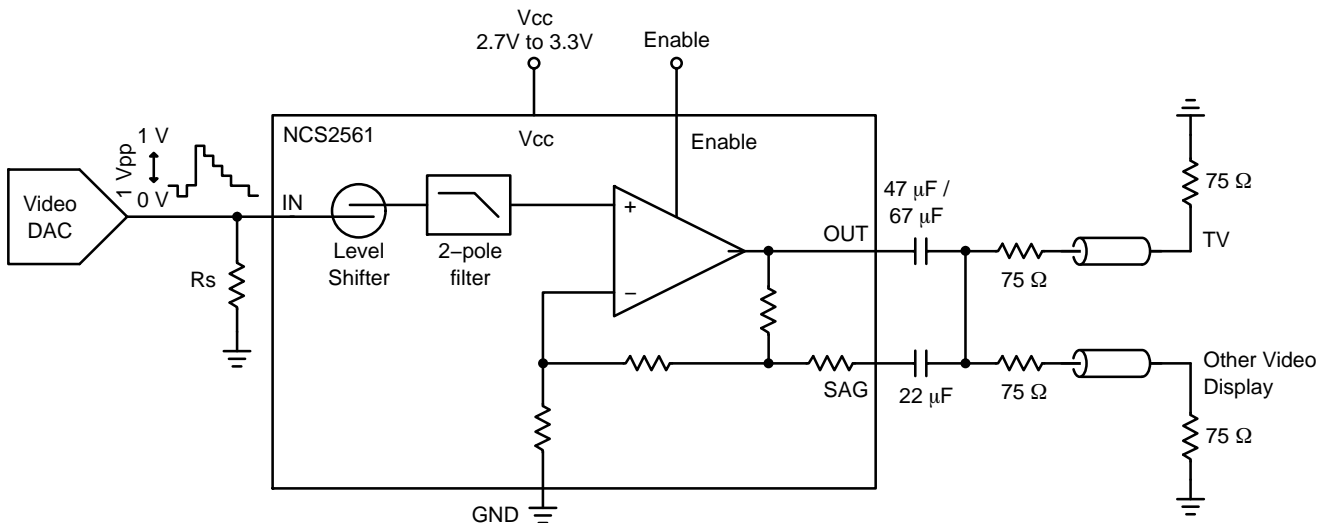 Vcc
2.7V to 3.3V
Enable
NCS2561
Vcc
Enable
1 Vpp
1 V
0 V
Video
DAC
IN
Rs
Level
Shifter
2−pole
filter
+
−
OUT
SAG
GND
47 μF /
67 μF
22 μF
75 Ω
75 Ω
TV
75 Ω
Other Video
Display
75 Ω